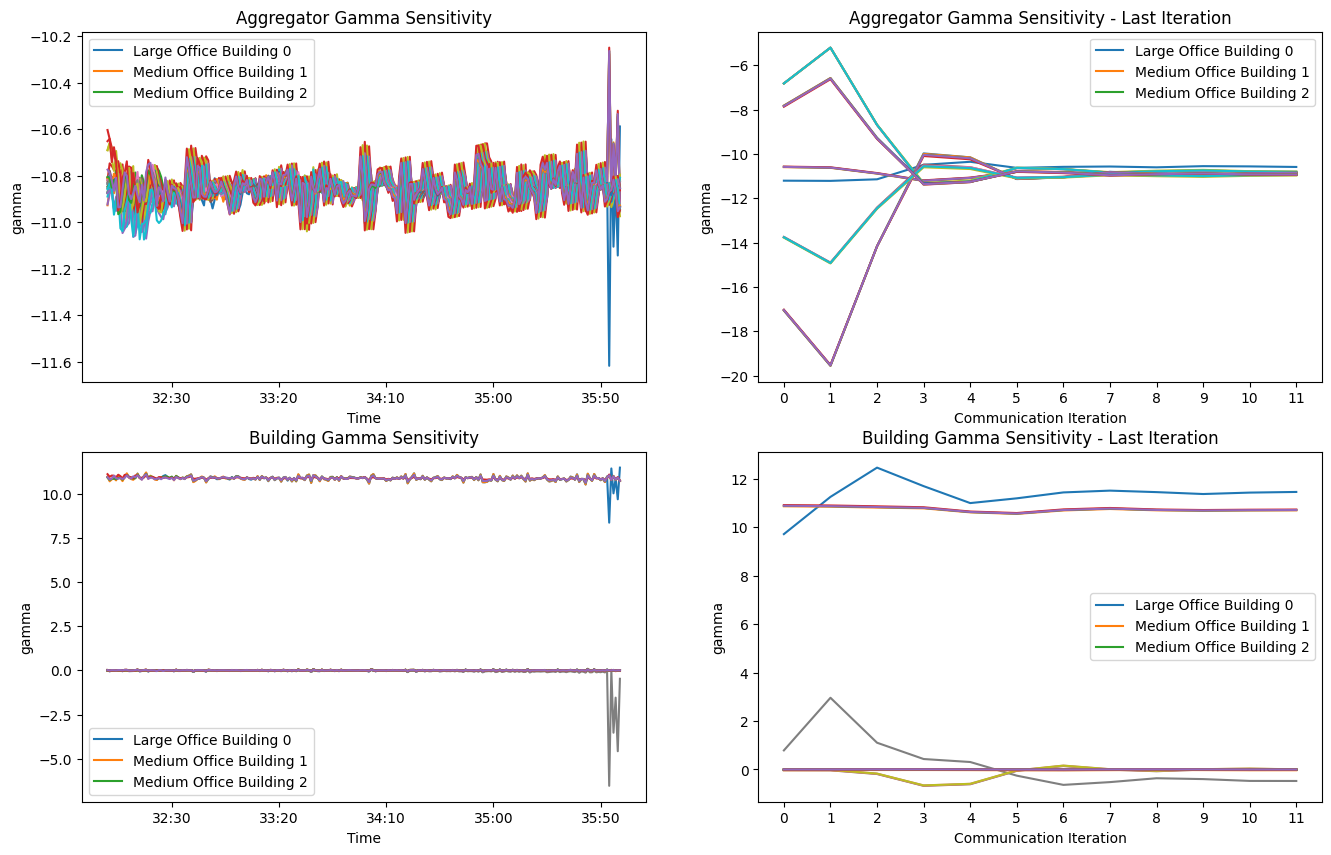 Aggregator Gamma Sensitivity
−10.2
−10.4
−10.6
−10.8
−11.0
−11.2
−11.4
−11.6
gamma
Large Office Building 0
Medium Office Building 1
Medium Office Building 2
32:30 33:20 34:10 35:00 35:50
Time
Aggregator Gamma Sensitivity - Last Iteration
−6
−8
−10
−12
−14
−16
−18
−20
gamma
Large Office Building 0
Medium Office Building 1
Medium Office Building 2
0 1 2 3 4 5 6 7 8 9 10 11
Communication Iteration
Building Gamma Sensitivity
10.0
7.5
5.0
2.5
0.0
−2.5
−5.0
gamma
Large Office Building 0
Medium Office Building 1
Medium Office Building 2
32:30 33:20 34:10 35:00 35:50
Time
Building Gamma Sensitivity - Last Iteration
12
10
8
6
4
2
0
gamma
Large Office Building 0
Medium Office Building 1
Medium Office Building 2
0 1 2 3 4 5 6 7 8 9 10 11
Communication Iteration